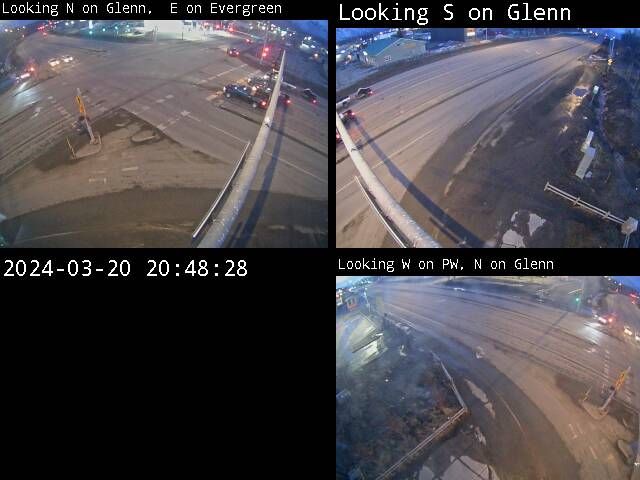 Looking N on Glenn,  E on Evergreen
Looking S on Glenn
2024-03-20 20:48:28
Looking W on PW, N on Glenn